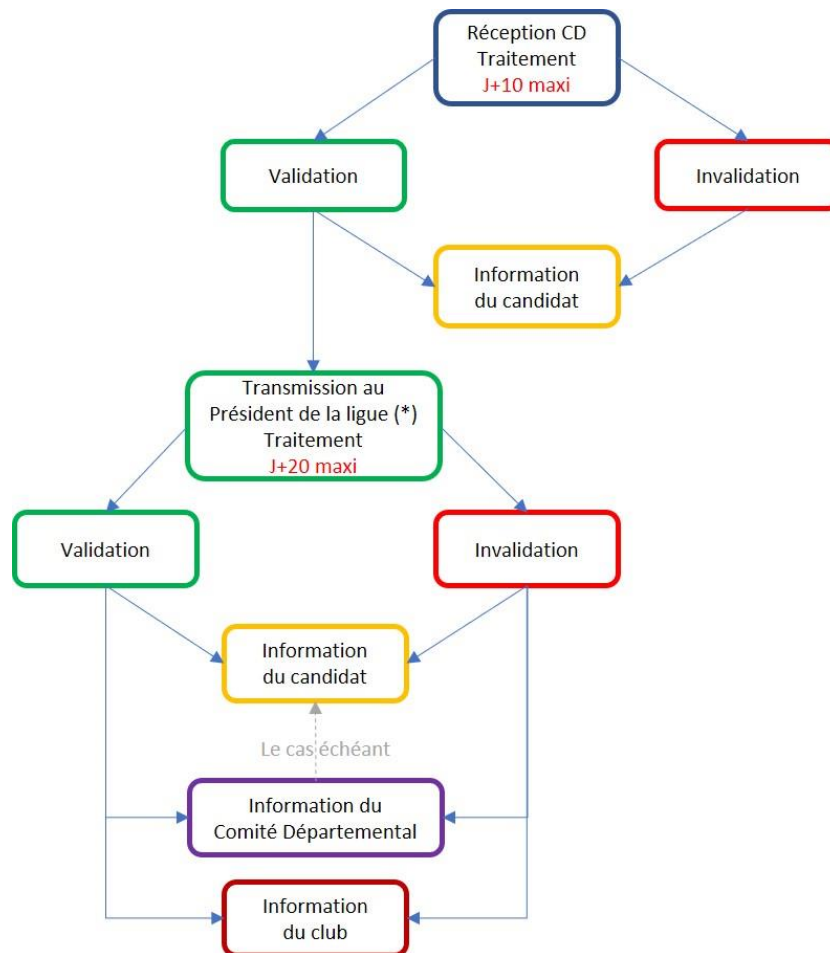 Réception CD
Traitement
J+10 maxi
Validation
Invalidation
Information
du candidat
Transmission au
Président de la ligue (*)
Traitement
J+20 maxi
Validation
Invalidation
Information
du candidat
Le cas échéant
Information du
Comité Départemental
Information
du club